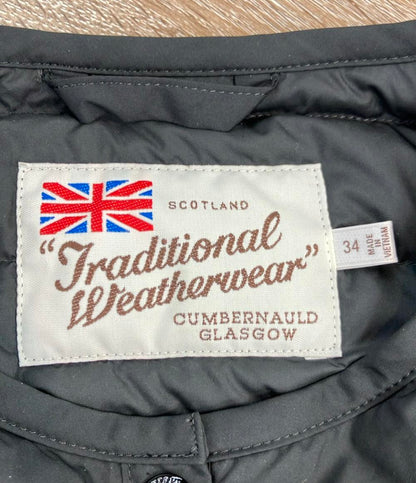 SCOTLAND
"Traditional
Weatherwear"
CUMBERNAULD
GLASGOW
34
MADE
IN
VIETNAM